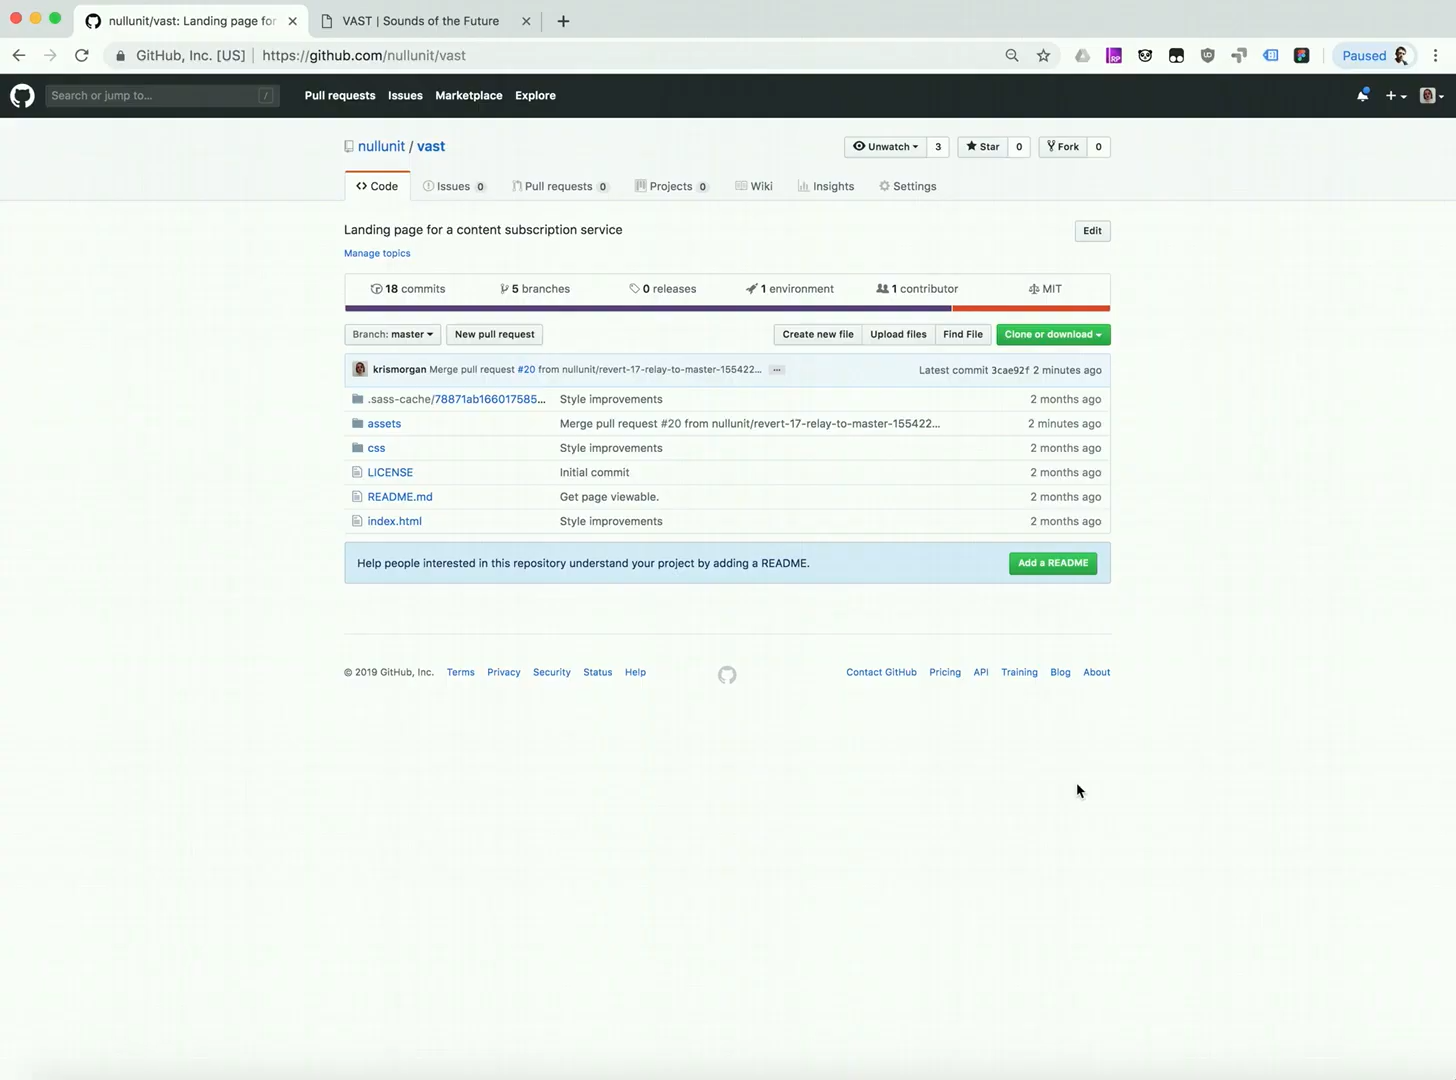 nullunit/vast: Landing page for
VAST | Sounds of the Future
GitHub, Inc. [US] | https://github.com/nullunit/vast
Paused
Search or jump to... /
Pull requests Issues Marketplace Explore
nullunit / vast
Unwatch 3 Star 0 Fork 0
Code Issues 0 Pull requests 0 Projects 0 Wiki Insights Settings
Landing page for a content subscription service
Edit
Manage topics
18 commits 5 branches 0 releases 1 environment 1 contributor MIT
Branch: master New pull request Create new file Upload files Find File Clone or download
krismorgan Merge pull request #20 from nullunit/revert-17-relay-to-master-155422... ... Latest commit 3cae92f 2 minutes ago
.sass-cache/78871ab166017585... Style improvements 2 months ago
assets Merge pull request #20 from nullunit/revert-17-relay-to-master-155422... 2 minutes ago
css Style improvements 2 months ago
LICENSE Initial commit 2 months ago
README.md Get page viewable. 2 months ago
index.html Style improvements 2 months ago
Help people interested in this repository understand your project by adding a README. Add a README
© 2019 GitHub, Inc. Terms Privacy Security Status Help Contact GitHub Pricing API Training Blog About